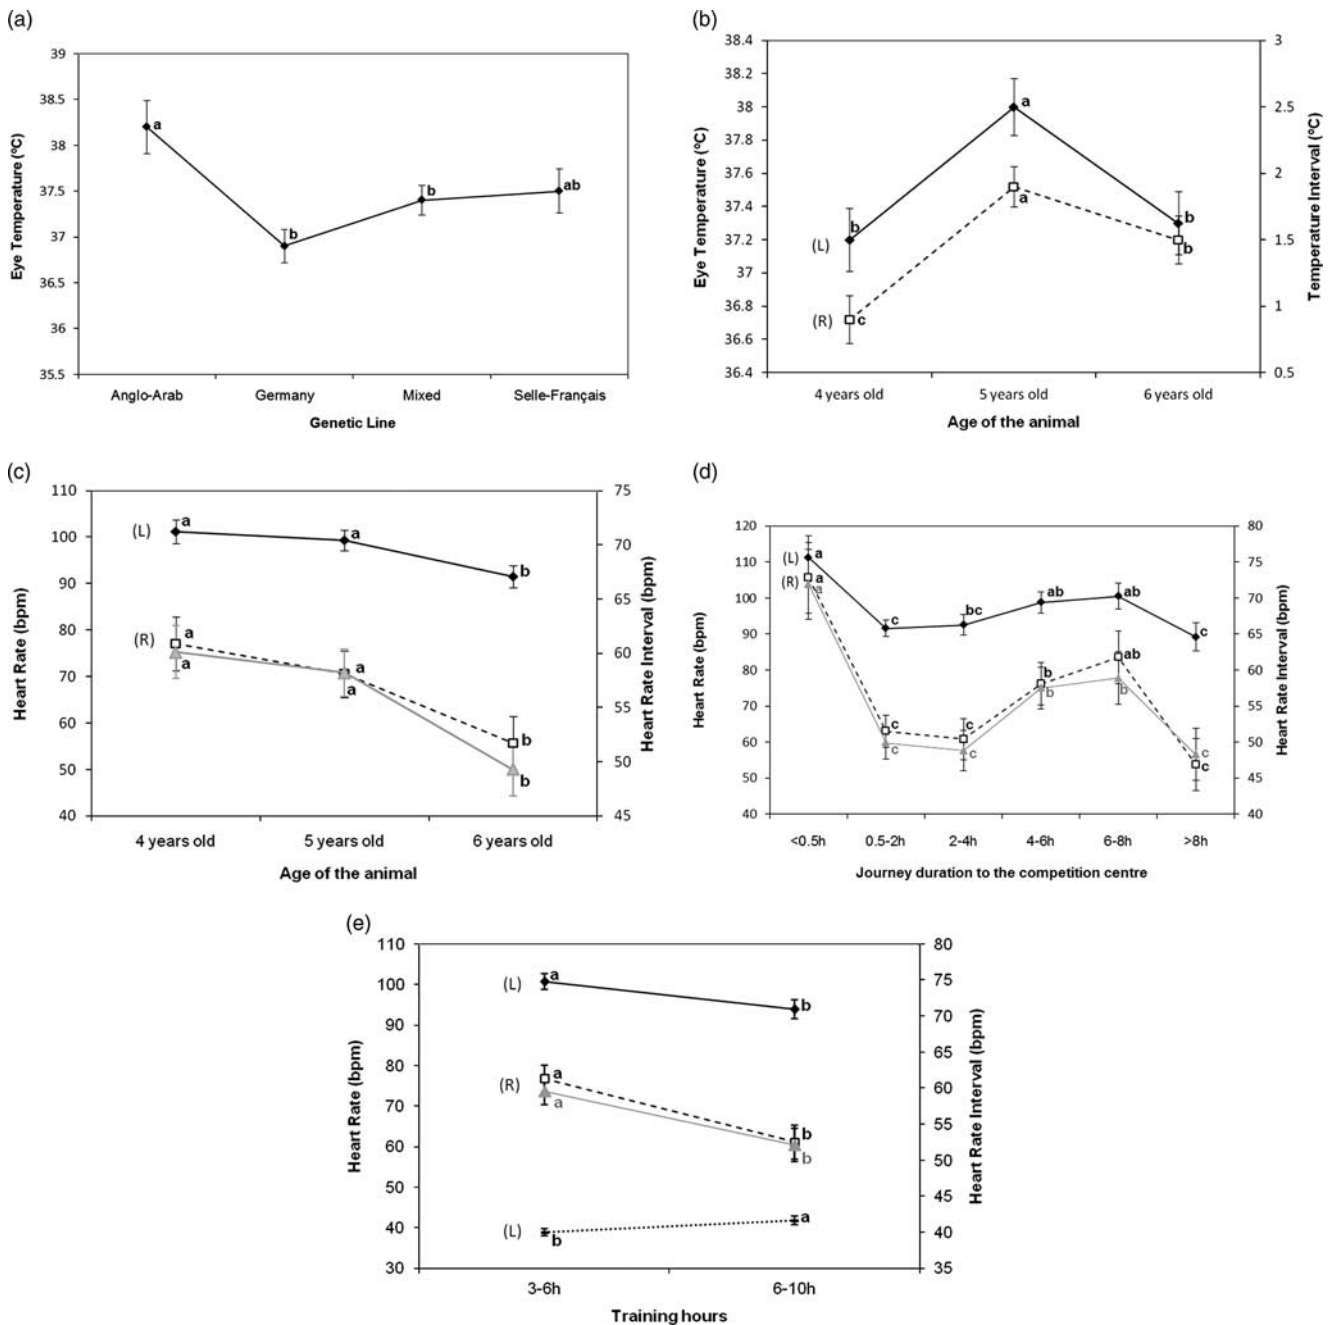 (a)
39
38.5
38
37.5
37
36.5
36
35.5
Eye Temperature (ºC)
a
b
b
ab
Anglo-Arab Germany Mixed Selle-Français
Genetic Line
(b)
38.4
38.2
38
37.8
37.6
37.4
37.2
37
36.8
36.6
36.4
Eye Temperature (ºC)
3
2.5
2
1.5
1
0.5
Temperature Interval (ºC)
(L)
b
a
b
(R)
c
a
b
4 years old 5 years old 6 years old
Age of the animal
(c)
110
100
90
80
70
60
50
40
Heart Rate (bpm)
75
70
65
60
55
50
45
Heart Rate Interval (bpm)
(L)
a
a
b
(R)
a
a
b
a
a
b
4 years old 5 years old 6 years old
Age of the animal
(d)
120
110
100
90
80
70
60
50
40
Heart Rate (bpm)
80
75
70
65
60
55
50
45
40
Heart Rate Interval (bpm)
(L)
a
c
bc
ab
ab
c
(R)
a
c
c
b
ab
c
a
c
c
b
b
c
<0.5h 0.5-2h 2-4h 4-6h 6-8h >8h
Journey duration to the competition centre
(e)
110
100
90
80
70
60
50
40
30
Heart Rate (bpm)
80
75
70
65
60
55
50
45
40
35
Heart Rate Interval (bpm)
(L)
a
b
(R)
a
b
a
b
(L)
b
a
3-6h 6-10h
Training hours